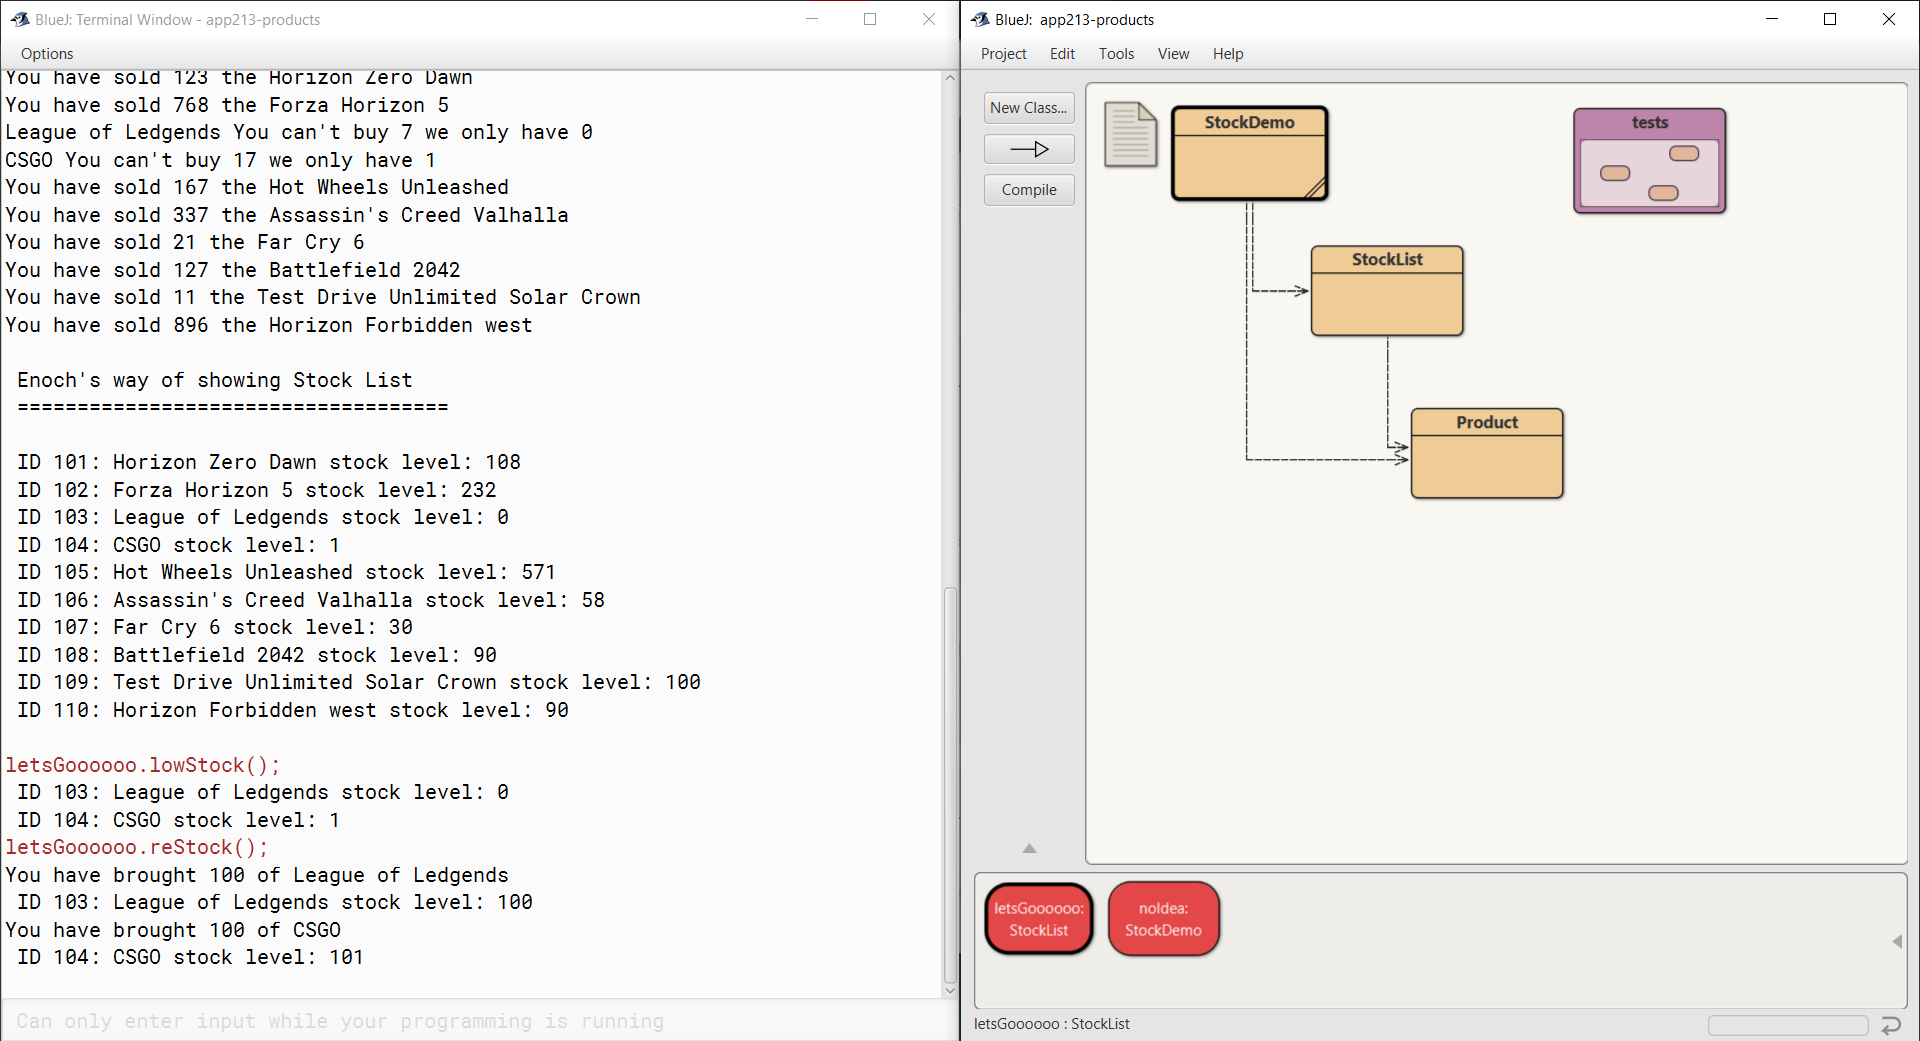 BlueJ: Terminal Window - app213-products
Options
You have sold 123 the Horizon Zero Dawn
You have sold 768 the Forza Horizon 5
League of Ledgends You can't buy 7 we only have 0
CSGO You can't buy 17 we only have 1
You have sold 167 the Hot Wheels Unleashed
You have sold 337 the Assassin's Creed Valhalla
You have sold 21 the Far Cry 6
You have sold 127 the Battlefield 2042
You have sold 11 the Test Drive Unlimited Solar Crown
You have sold 896 the Horizon Forbidden west
Enoch's way of showing Stock List
====================================
ID 101: Horizon Zero Dawn stock level: 108
ID 102: Forza Horizon 5 stock level: 232
ID 103: League of Ledgends stock level: 0
ID 104: CSGO stock level: 1
ID 105: Hot Wheels Unleashed stock level: 571
ID 106: Assassin's Creed Valhalla stock level: 58
ID 107: Far Cry 6 stock level: 30
ID 108: Battlefield 2042 stock level: 90
ID 109: Test Drive Unlimited Solar Crown stock level: 100
ID 110: Horizon Forbidden west stock level: 90
letsGoooooo.lowStock();
ID 103: League of Ledgends stock level: 0
ID 104: CSGO stock level: 1
letsGoooooo.reStock();
You have brought 100 of League of Ledgends
ID 103: League of Ledgends stock level: 100
You have brought 100 of CSGO
ID 104: CSGO stock level: 101
Can only enter input while your programming is running
BlueJ: app213-products
Project Edit Tools View Help
New Class...
Compile
StockDemo
tests
StockList
Product
letsGoooooo:
StockList
noIdea:
StockDemo
letsGoooooo : StockList